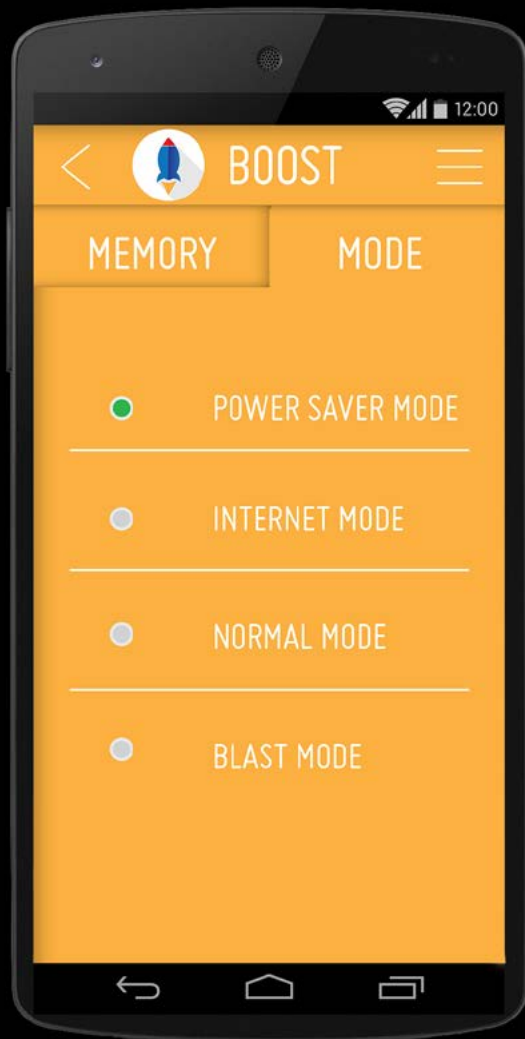 12:00
BOOST
MEMORY MODE
POWER SAVER MODE
INTERNET MODE
NORMAL MODE
BLAST MODE